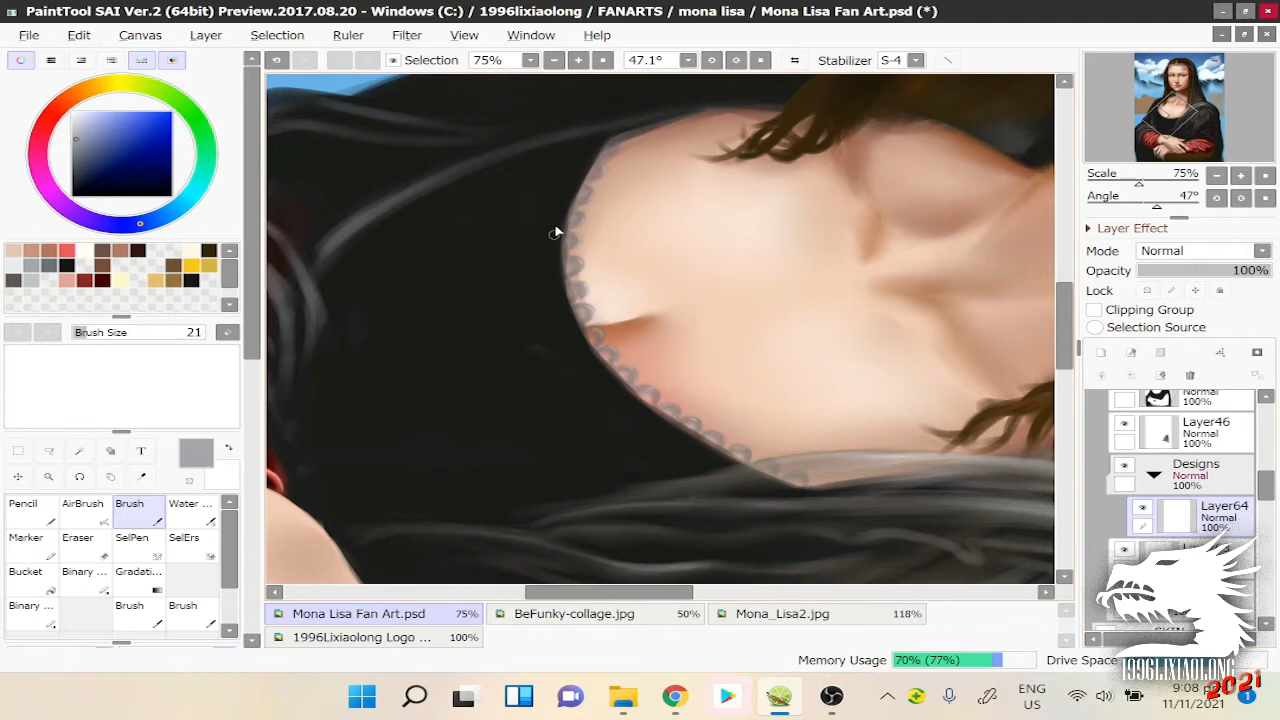 PaintTool SAI Ver.2 (64bit) Preview.2017.08.20 - Windows (C:) / 1996lixiaolong / FANARTS / mona lisa / Mona Lisa Fan Art.psd (*)
File Edit Canvas Layer Selection Ruler Filter View Window Help
Selection 75% 47.1° Stabilizer S-4
Scale 75%
Angle 47°
Layer Effect
Mode Normal
Opacity 100%
Lock
Clipping Group
Selection Source
Brush Size 21
T
Normal
100%
Layer46
Normal
100%
Designs
Normal
100%
Layer64
Normal
100%
Pencil AirBrush Brush Water ...
Marker Eraser SelPen SelErs
Bucket Binary ... Gradati...
Binary ... Brush Brush
Mona Lisa Fan Art.psd 75% BeFunky-collage.jpg 50% Mona_Lisa2.jpg 118%
1996Lixiaolong Logo ... 100%
Memory Usage 70% (77%) Drive Space
1996LIXIAOLONG
2021
ENG
US
9:08
11/11/2021
1